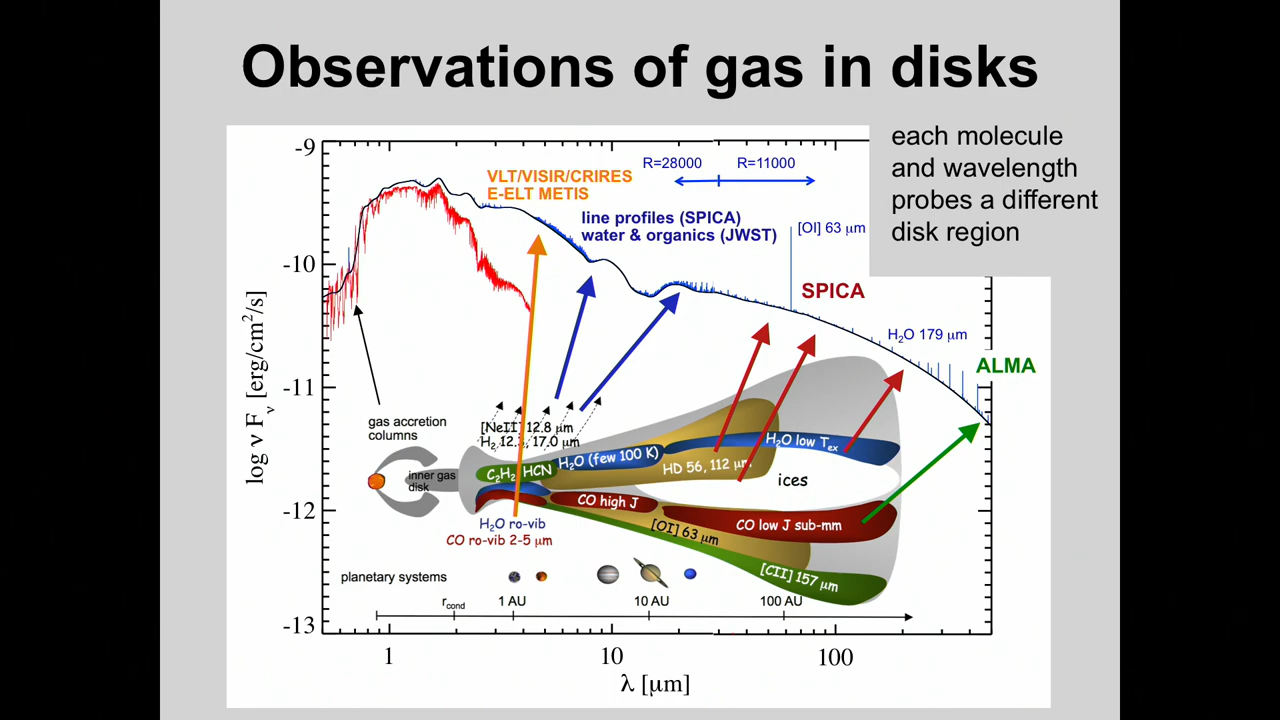 Observations of gas in disks
each molecule
and wavelength
probes a different
disk region
-9
-10
-11
-12
-13
log ν Fν [erg/cm²/s]
R=28000
R=11000
VLT/VISIR/CRIRES
E-ELT METIS
line profiles (SPICA)
water & organics (JWST)
[OI] 63 μm
SPICA
H₂O 179 μm
ALMA
gas accretion
columns
[NeII] 12.8 μm
H₂ 17.0 μm
inner gas
disk
C₂H₂ HCN
H₂O (few 100 K)
H₂O low Tex
HD 56, 112 μm
ices
CO high J
CO low J sub-mm
H₂O ro-vib
CO ro-vib 2-5 μm
[OI] 63 μm
[CII] 157 μm
planetary systems
rcond
1 AU
10 AU
100 AU
1
10
100
λ [μm]